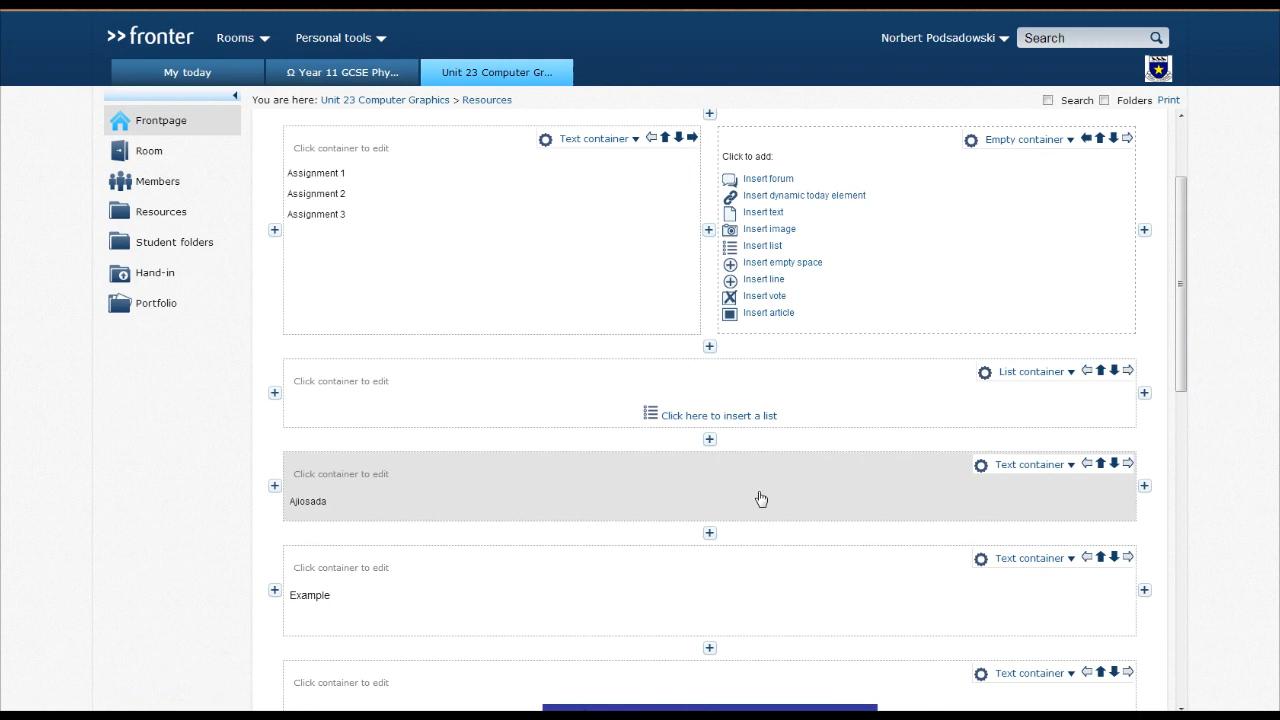 >>fronter
Rooms
Personal tools
Norbert Podsadowski
Search
My today
Ω Year 11 GCSE Phy...
Unit 23 Computer Gr...
You are here: Unit 23 Computer Graphics > Resources
Search
Folders
Print
Frontpage
Room
Members
Resources
Student folders
Hand-in
Portfolio
Click container to edit
Text container
Assignment 1
Assignment 2
Assignment 3
Empty container
Click to add:
Insert forum
Insert dynamic today element
Insert text
Insert image
Insert list
Insert empty space
Insert line
Insert vote
Insert article
Click container to edit
List container
Click here to insert a list
Click container to edit
Text container
Ajiosada
Click container to edit
Text container
Example
Click container to edit
Text container